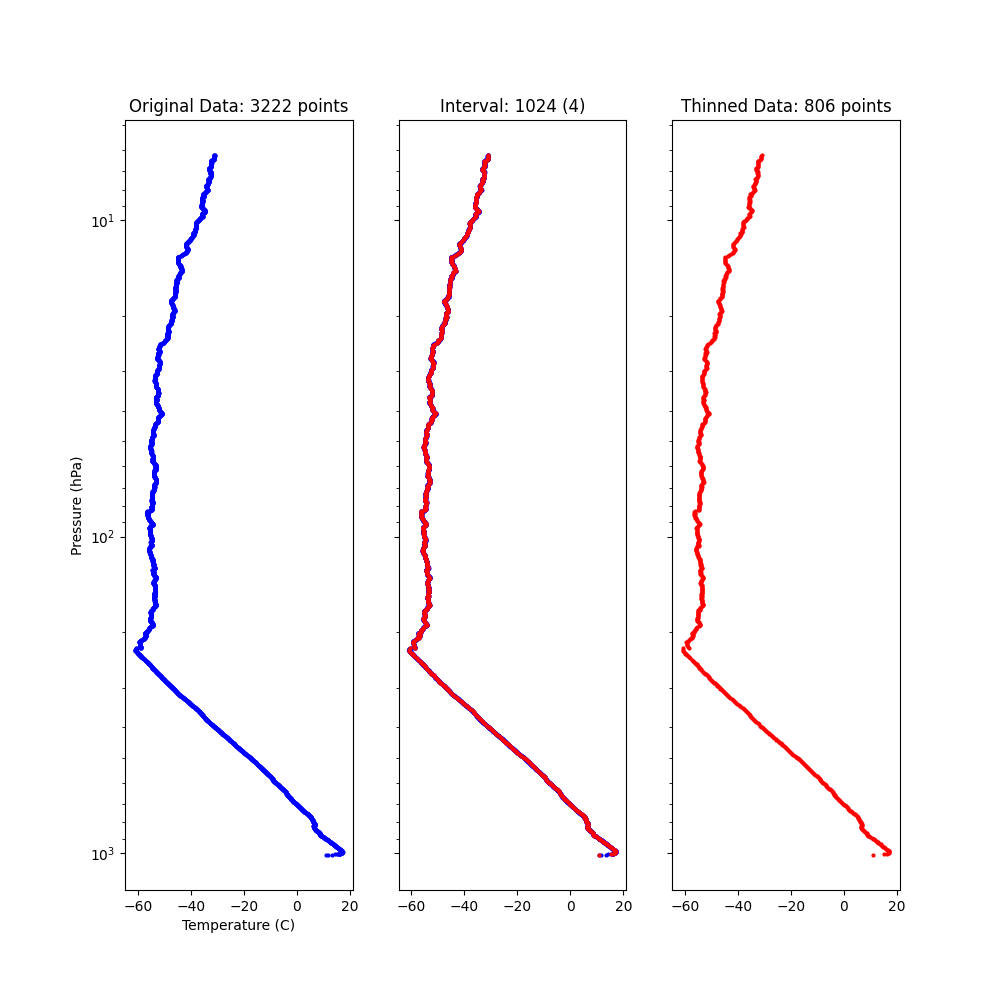 Original Data: 3222 points
Interval: 1024 (4)
Thinned Data: 806 points
Pressure (hPa)
10¹
10²
10³
−60 −40 −20 0 20
−60 −40 −20 0 20
−60 −40 −20 0 20
Temperature (C)